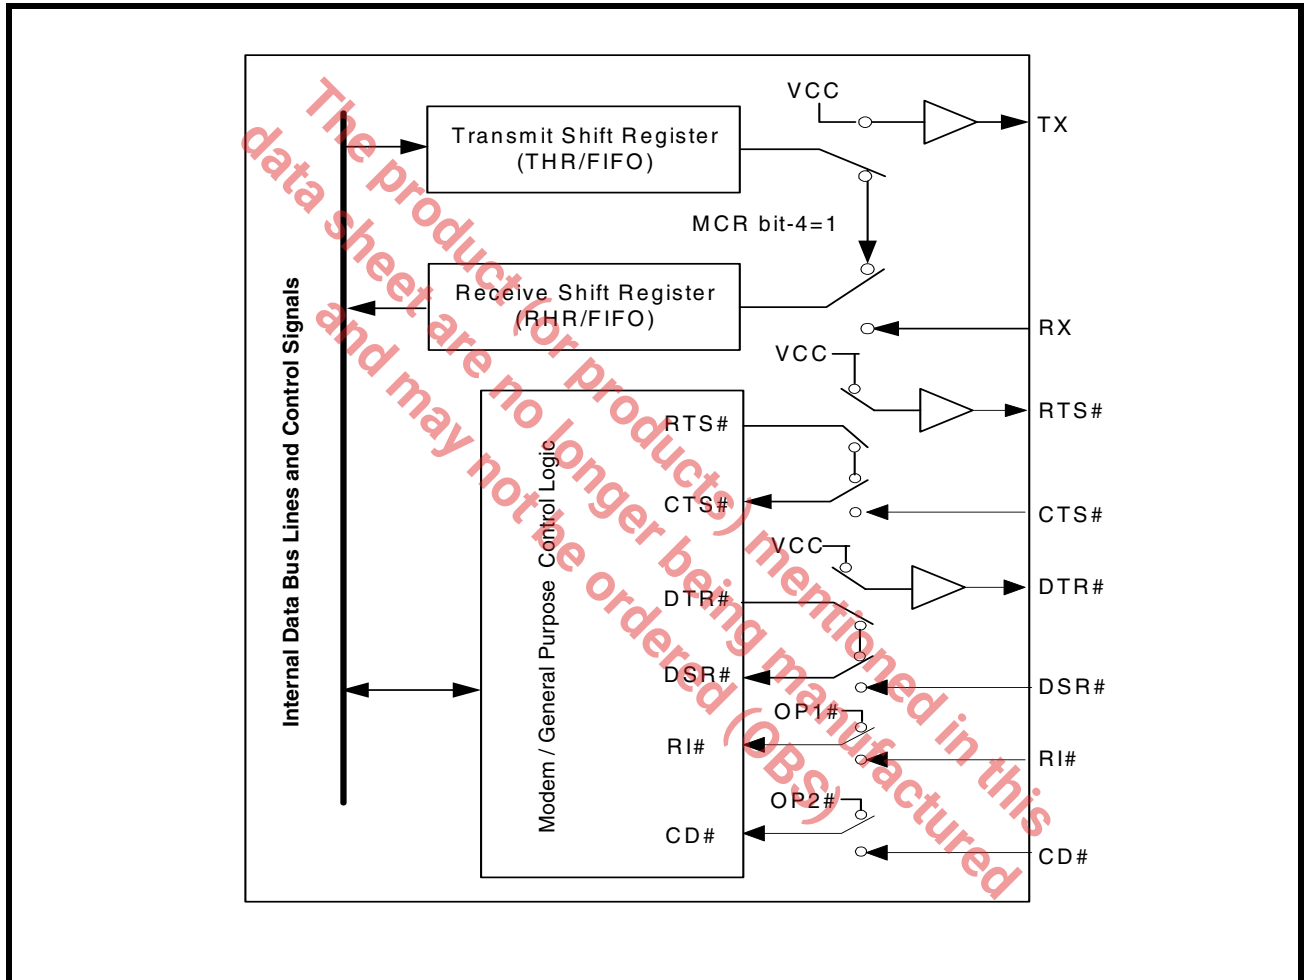 VCC
TX
Transmit Shift Register
(THR/FIFO)
MCR bit-4=1
Receive Shift Register
(RHR/FIFO)
RX
VCC
RTS#
RTS#
CTS#
CTS#
VCC
DTR#
DTR#
DSR#
DSR#
OP1#
RI#
RI#
OP2#
CD#
CD#
Internal Data Bus Lines and Control Signals
Modem / General Purpose Control Logic
The product (or products) mentioned in this
data sheet are no longer being manufactured
and may not be ordered (OBS)